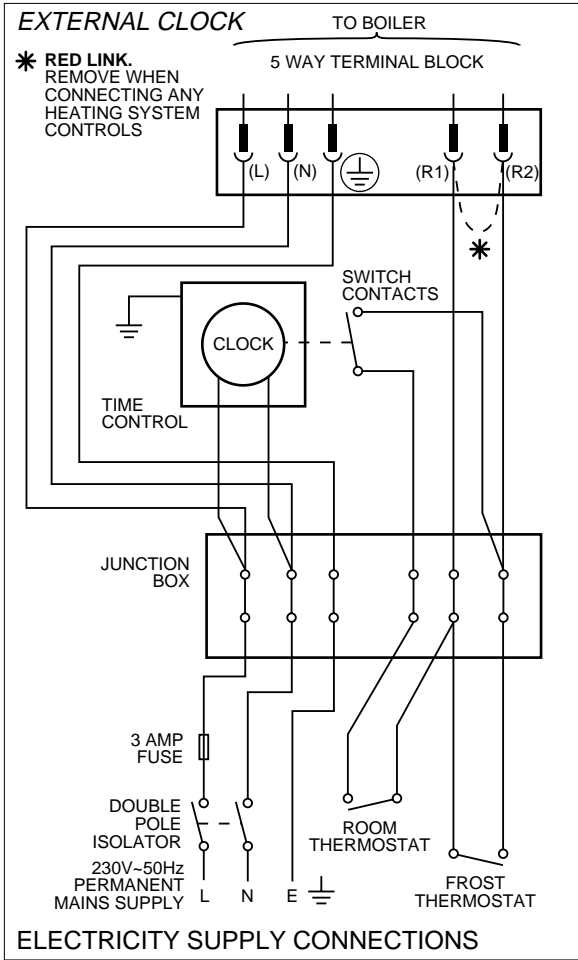 EXTERNAL CLOCK
TO BOILER
✱ RED LINK.
REMOVE WHEN
CONNECTING ANY
HEATING SYSTEM
CONTROLS
5 WAY TERMINAL BLOCK
(L) (N) (R1) (R2)
✱
SWITCH
CONTACTS
CLOCK
TIME
CONTROL
JUNCTION
BOX
3 AMP
FUSE
DOUBLE
POLE
ISOLATOR
230V~50Hz
PERMANENT
MAINS SUPPLY
L N E
ROOM
THERMOSTAT
FROST
THERMOSTAT
ELECTRICITY SUPPLY CONNECTIONS